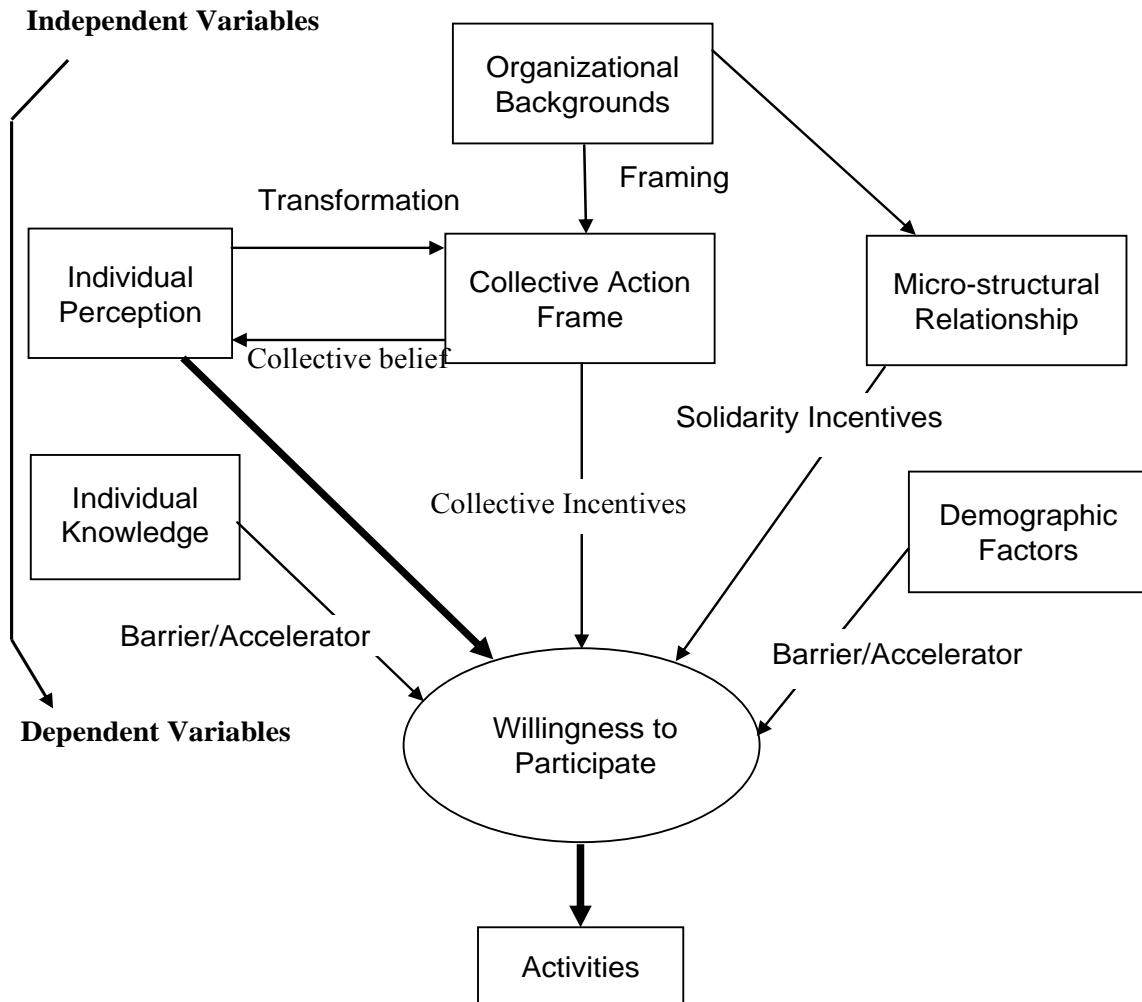 Independent Variables
Organizational
Backgrounds
Framing
Transformation
Individual
Perception
Collective Action
Frame
Micro-structural
Relationship
Collective belief
Solidarity Incentives
Individual
Knowledge
Collective Incentives
Demographic
Factors
Barrier/Accelerator
Barrier/Accelerator
Dependent Variables
Willingness to
Participate
Activities